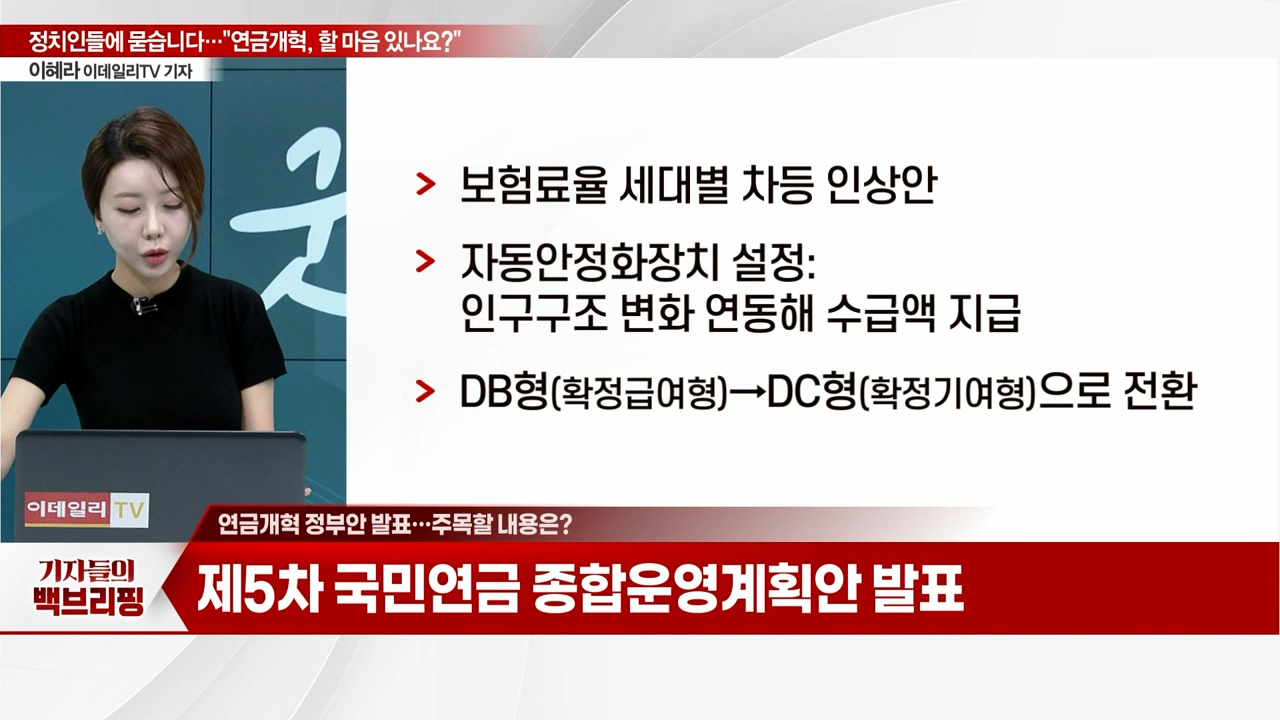 정치인들에 묻습니다…"연금개혁, 할 마음 있나요?"
이혜라 이데일리TV 기자
> 보험료율 세대별 차등 인상안
> 자동안정화장치 설정:
인구구조 변화 연동해 수급액 지급
> DB형(확정급여형)→DC형(확정기여형)으로 전환
이데일리 TV
연금개혁 정부안 발표…주목할 내용은?
기자들의
백브리핑
제5차 국민연금 종합운영계획안 발표